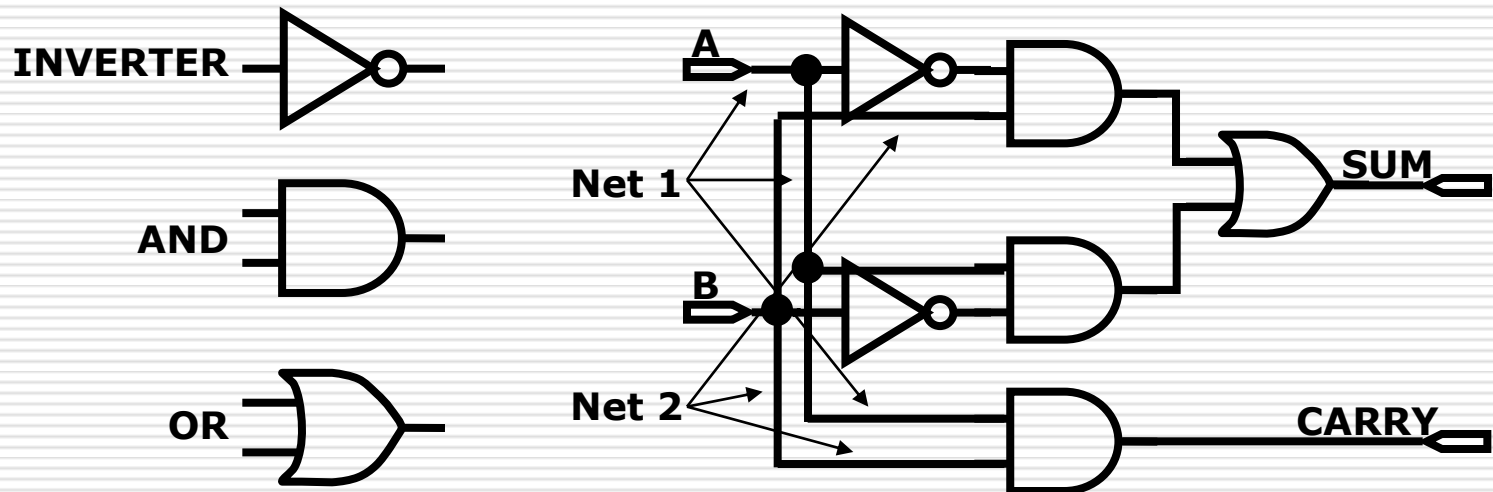 INVERTER
AND
OR
A
Net 1
B
Net 2
SUM
CARRY